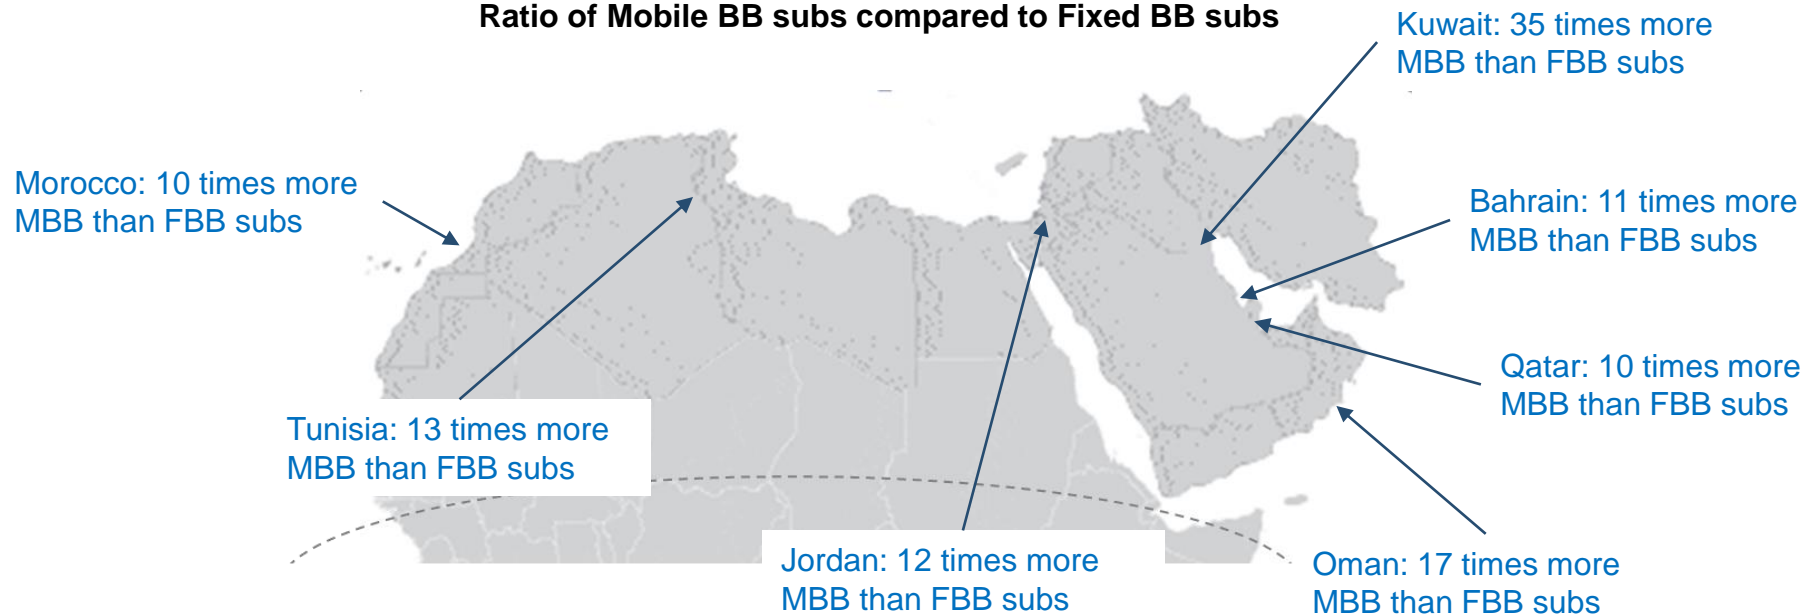 Ratio of Mobile BB subs compared to Fixed BB subs
Kuwait: 35 times more
MBB than FBB subs
Morocco: 10 times more
MBB than FBB subs
Bahrain: 11 times more
MBB than FBB subs
Qatar: 10 times more
MBB than FBB subs
Tunisia: 13 times more
MBB than FBB subs
Jordan: 12 times more
MBB than FBB subs
Oman: 17 times more
MBB than FBB subs